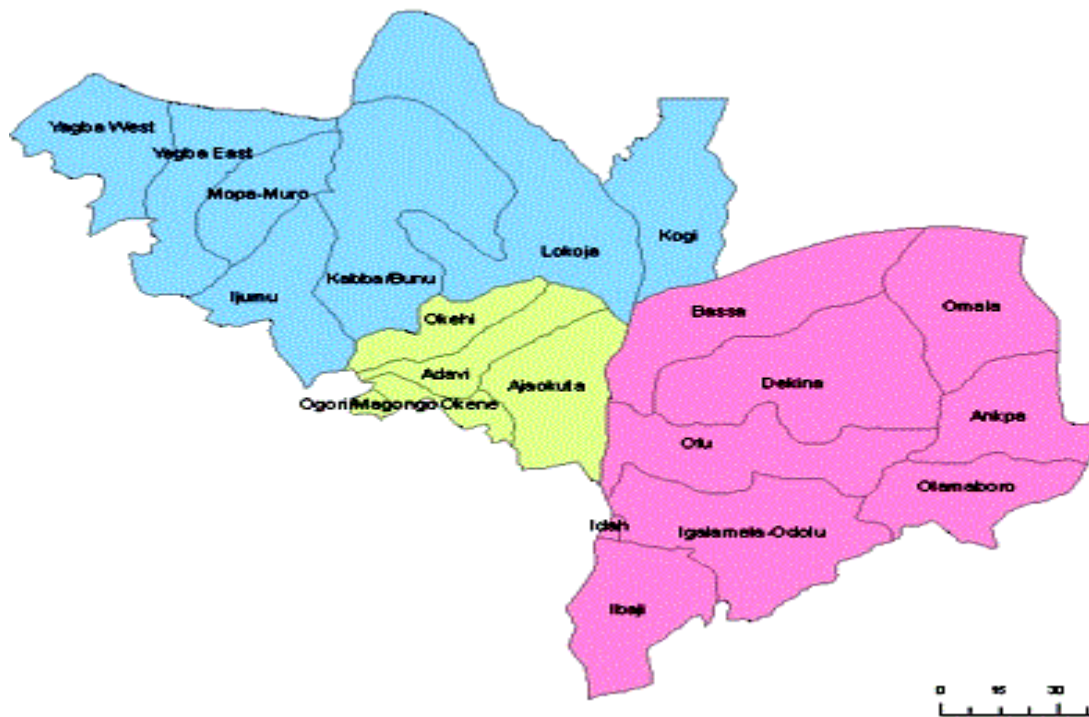 Yagba West
Yagba East
Mopa-Muro
Kogi
Lokoja
Kabba/Bunu
Ijumu
Bassa
Omala
Okehi
Adavi
Ajaokuta
Dekina
Ogori/Magongo Okene
Ankpa
Ofu
Olamaboro
Idah
Igalamela-Odolu
Ibaji
0 15 30